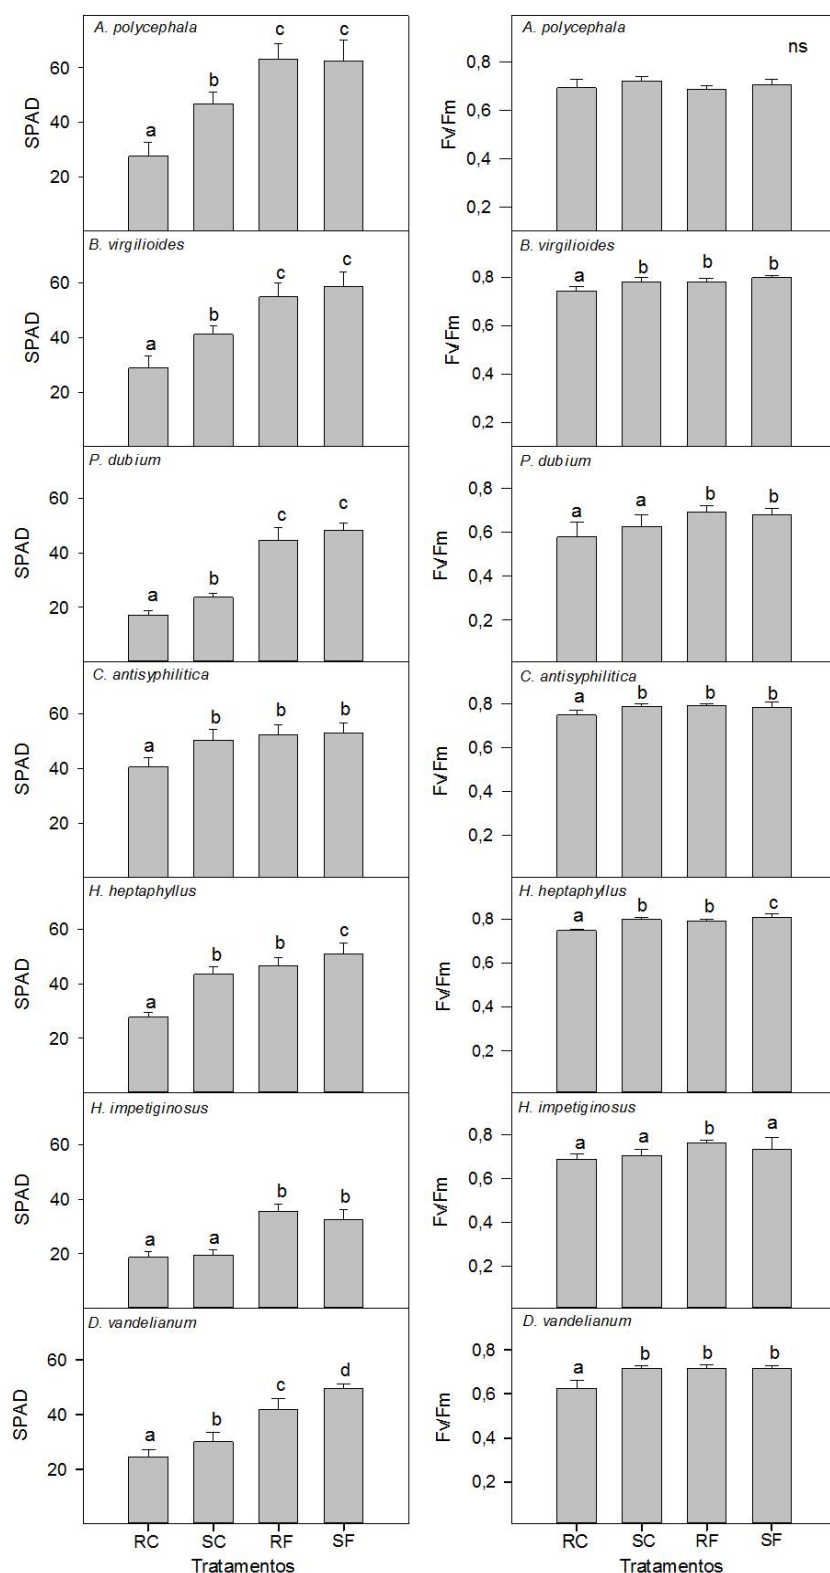 A. polycephala
SPAD
60
40
20
a
b
c
c
B. virgilioides
SPAD
60
40
20
a
b
c
c
P. dubium
SPAD
60
40
20
a
b
c
c
C. antisyphilitica
SPAD
60
40
20
a
b
b
b
H. heptaphyllus
SPAD
60
40
20
a
b
b
c
H. impetiginosus
SPAD
60
40
20
a
a
b
b
D. vandelianum
SPAD
60
40
20
a
b
c
d
RC SC RF SF
Tratamentos
A. polycephala
ns
Fv/Fm
0,8
0,6
0,4
0,2
B. virgilioides
Fv/Fm
0,8
0,6
0,4
0,2
a
b
b
b
P. dubium
Fv/Fm
0,8
0,6
0,4
0,2
a
a
b
b
C. antisyphilitica
Fv/Fm
0,8
0,6
0,4
0,2
a
b
b
b
H. heptaphyllus
Fv/Fm
0,8
0,6
0,4
0,2
a
b
b
c
H. impetiginosus
Fv/Fm
0,8
0,6
0,4
0,2
a
a
b
a
D. vandelianum
Fv/Fm
0,8
0,6
0,4
0,2
a
b
b
b
RC SC RF SF
Tratamentos